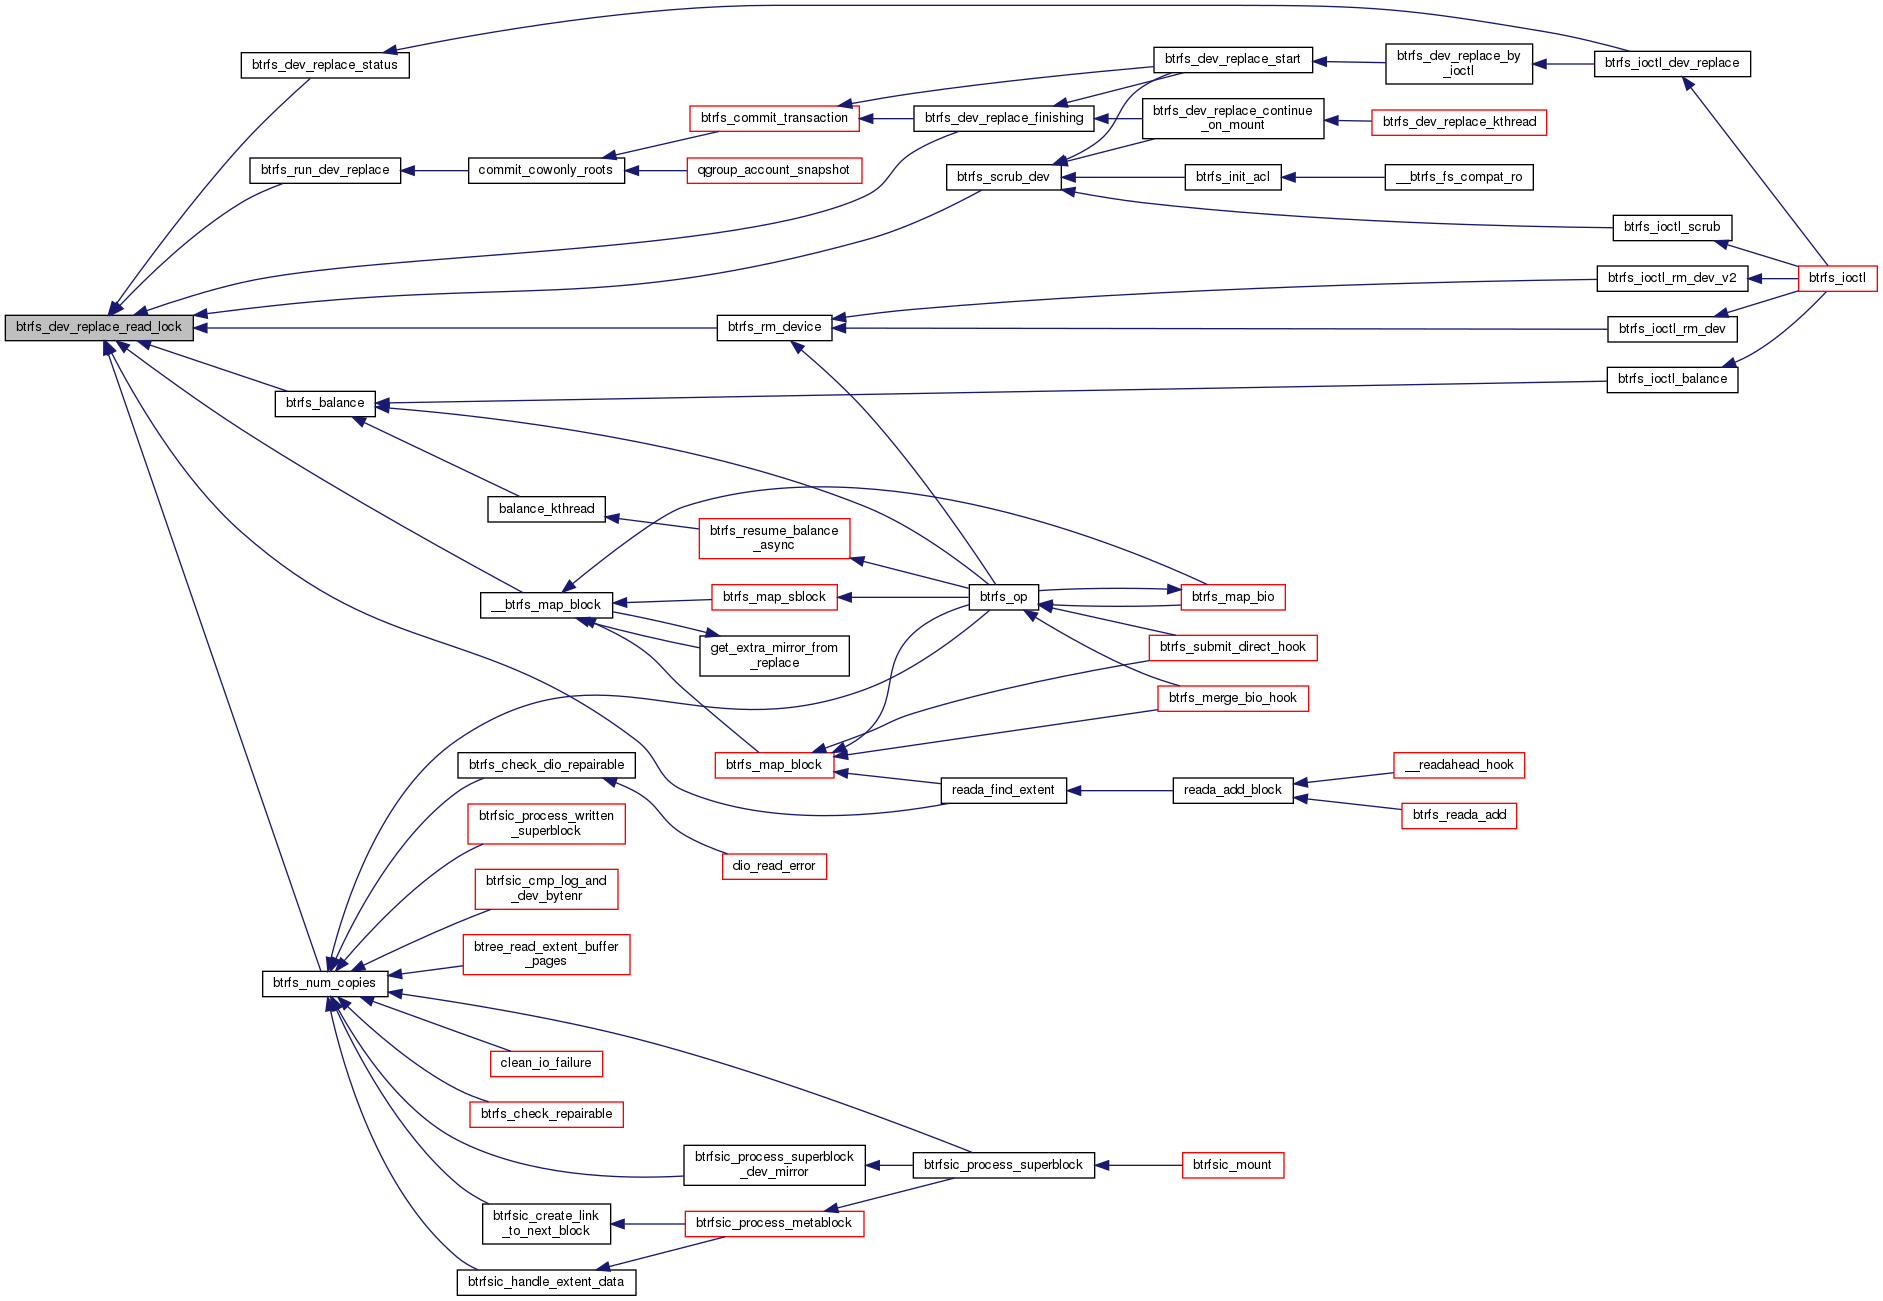 btrfs_dev_replace_read_lock
btrfs_dev_replace_status
btrfs_run_dev_replace
commit_cowonly_roots
btrfs_commit_transaction
qgroup_account_snapshot
btrfs_dev_replace_finishing
btrfs_scrub_dev
btrfs_dev_replace_start
btrfs_dev_replace_continue
_on_mount
btrfs_init_acl
btrfs_dev_replace_by
_ioctl
btrfs_dev_replace_kthread
__btrfs_fs_compat_ro
btrfs_ioctl_dev_replace
btrfs_ioctl_scrub
btrfs_ioctl_rm_dev_v2
btrfs_ioctl
btrfs_rm_device
btrfs_ioctl_rm_dev
btrfs_balance
btrfs_ioctl_balance
balance_kthread
btrfs_resume_balance
_async
__btrfs_map_block
btrfs_map_sblock
btrfs_op
btrfs_map_bio
get_extra_mirror_from
_replace
btrfs_submit_direct_hook
btrfs_merge_bio_hook
btrfs_map_block
btrfs_check_dio_repairable
reada_find_extent
reada_add_block
__readahead_hook
btrfs_reada_add
btrfsic_process_written
_superblock
dio_read_error
btrfsic_cmp_log_and
_dev_bytenr
btree_read_extent_buffer
_pages
btrfs_num_copies
clean_io_failure
btrfs_check_repairable
btrfsic_process_superblock
_dev_mirror
btrfsic_process_superblock
btrfsic_mount
btrfsic_create_link
_to_next_block
btrfsic_process_metablock
btrfsic_handle_extent_data